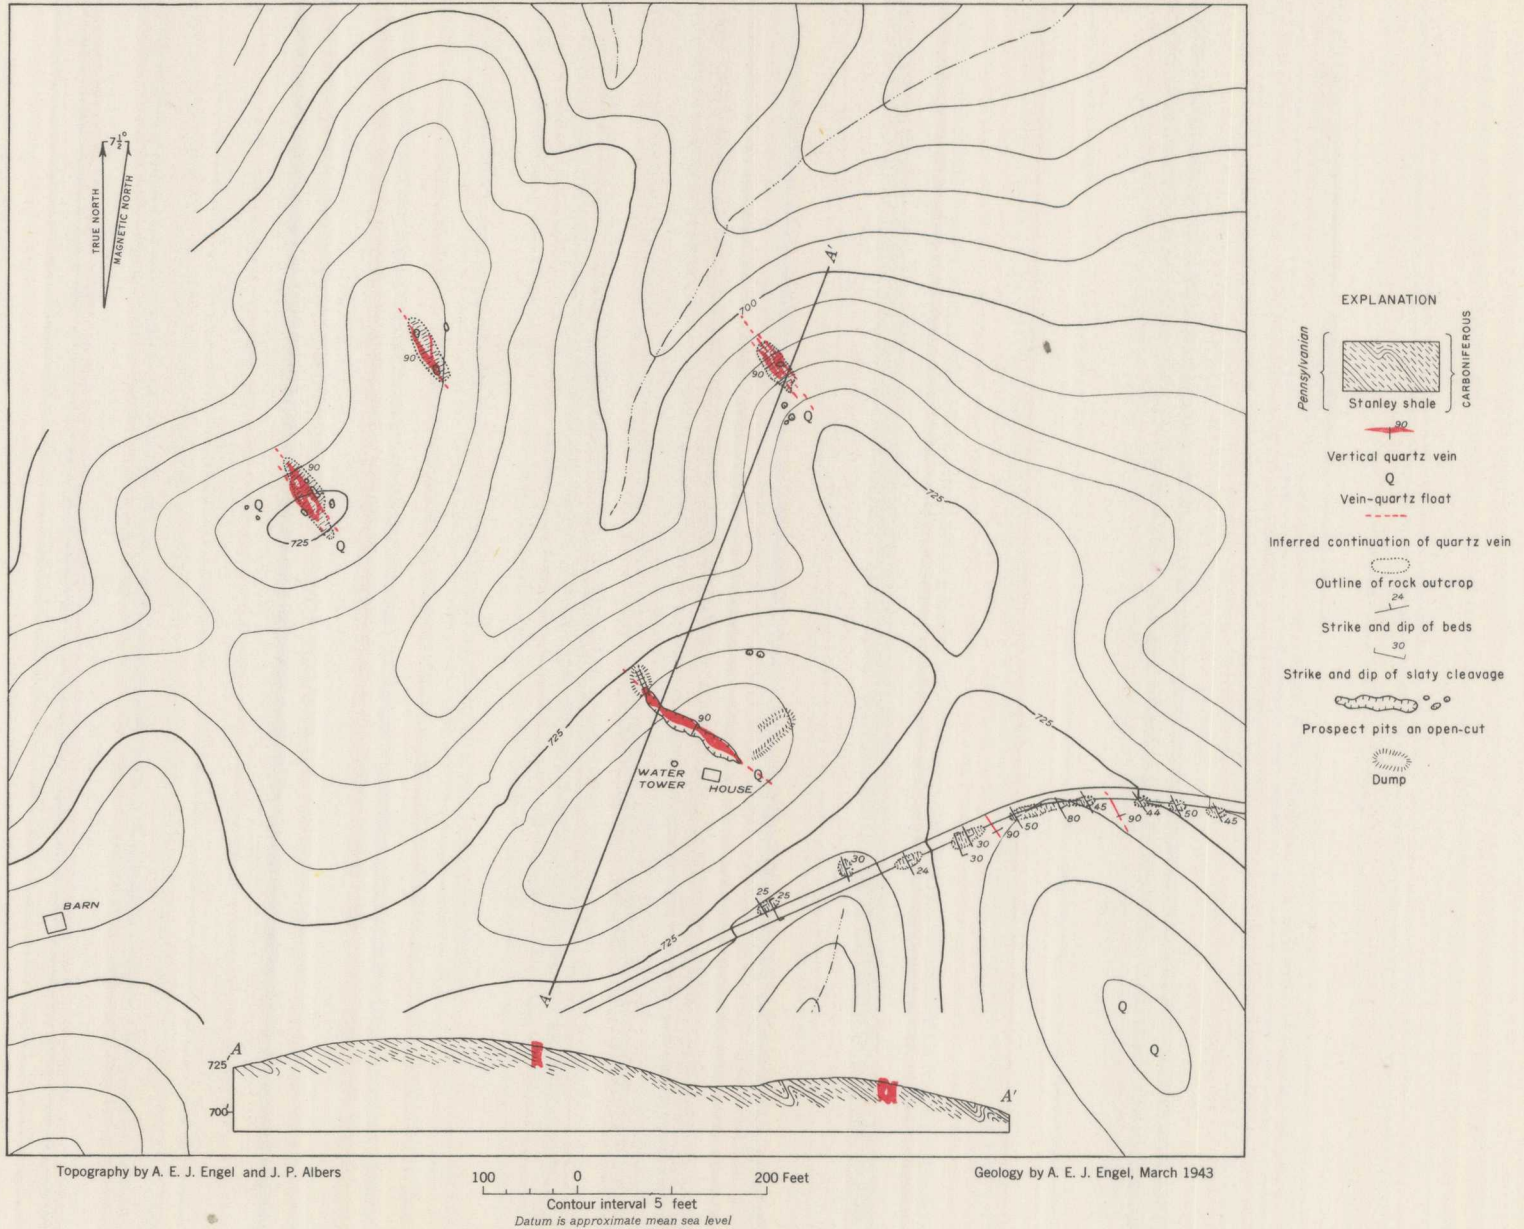 7½°
TRUE NORTH
MAGNETIC NORTH
A'
700
90
90
Q
725
90
Q
725
Q
90
725
WATER
TOWER
HOUSE
Q
725
725
A
BARN
25
25
30
24
30
30
90
50
80
45
90
44
50
45
Q
Q
A
725'
700'
A'
EXPLANATION
Pennsylvanian
CARBONIFEROUS
Stanley shale
90
Vertical quartz vein
Q
Vein-quartz float
Inferred continuation of quartz vein
Outline of rock outcrop
24
Strike and dip of beds
30
Strike and dip of slaty cleavage
Prospect pits an open-cut
Dump
Topography by A. E. J. Engel and J. P. Albers
100 0 200 Feet
Contour interval 5 feet
Datum is approximate mean sea level
Geology by A. E. J. Engel, March 1943